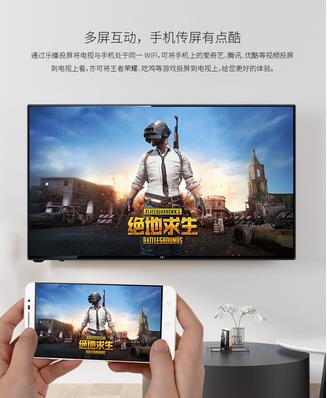 多屏互动，手机传屏有点酷
通过乐播投屏将电视与手机处于同一 WIFI，可将手机上的爱奇艺、腾讯、优酷等视频投屏
到电视上看，亦可将王者荣耀、吃鸡等游戏投屏到电视上，给您更好的体验。
PLAYERUNKNOWN'S
绝地求生
BATTLEGROUNDS
PLAYERUNKNOWN'S
绝地求生
BATTLEGROUNDS